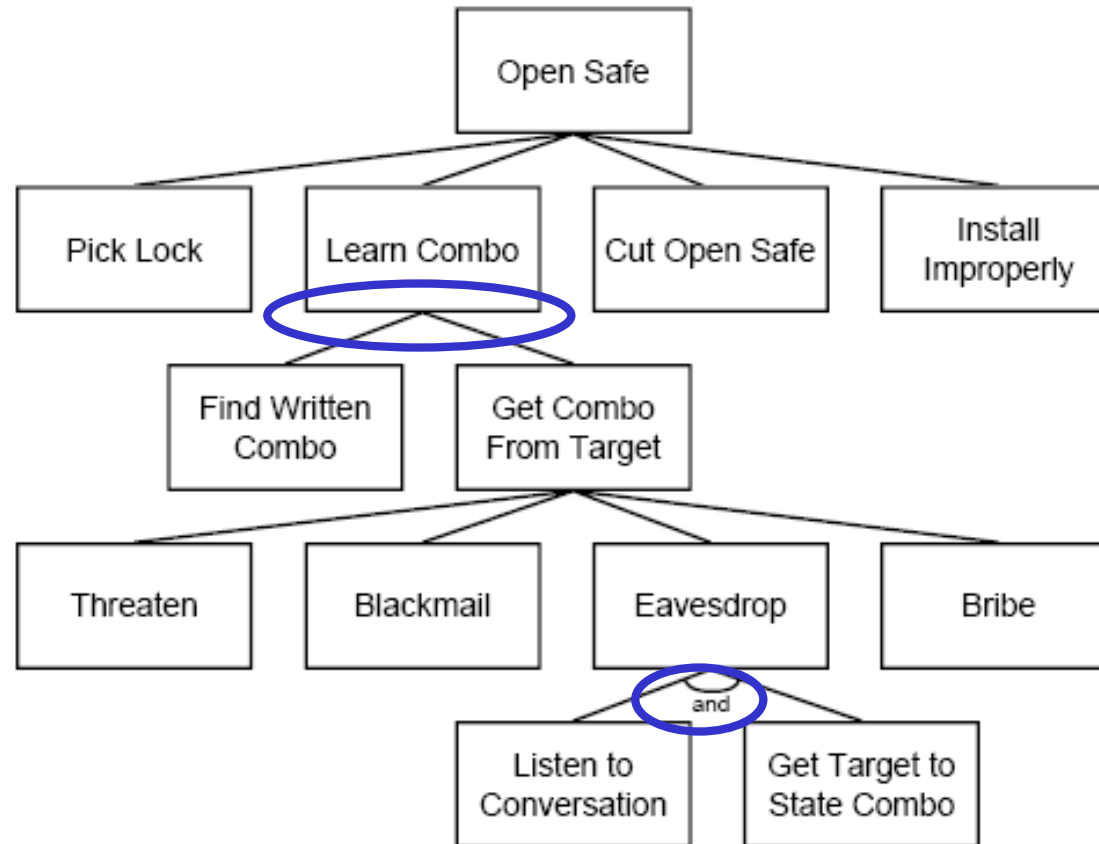 Open Safe
Pick Lock
Learn Combo
Cut Open Safe
Install
Improperly
Find Written
Combo
Get Combo
From Target
Threaten
Blackmail
Eavesdrop
Bribe
and
Listen to
Conversation
Get Target to
State Combo